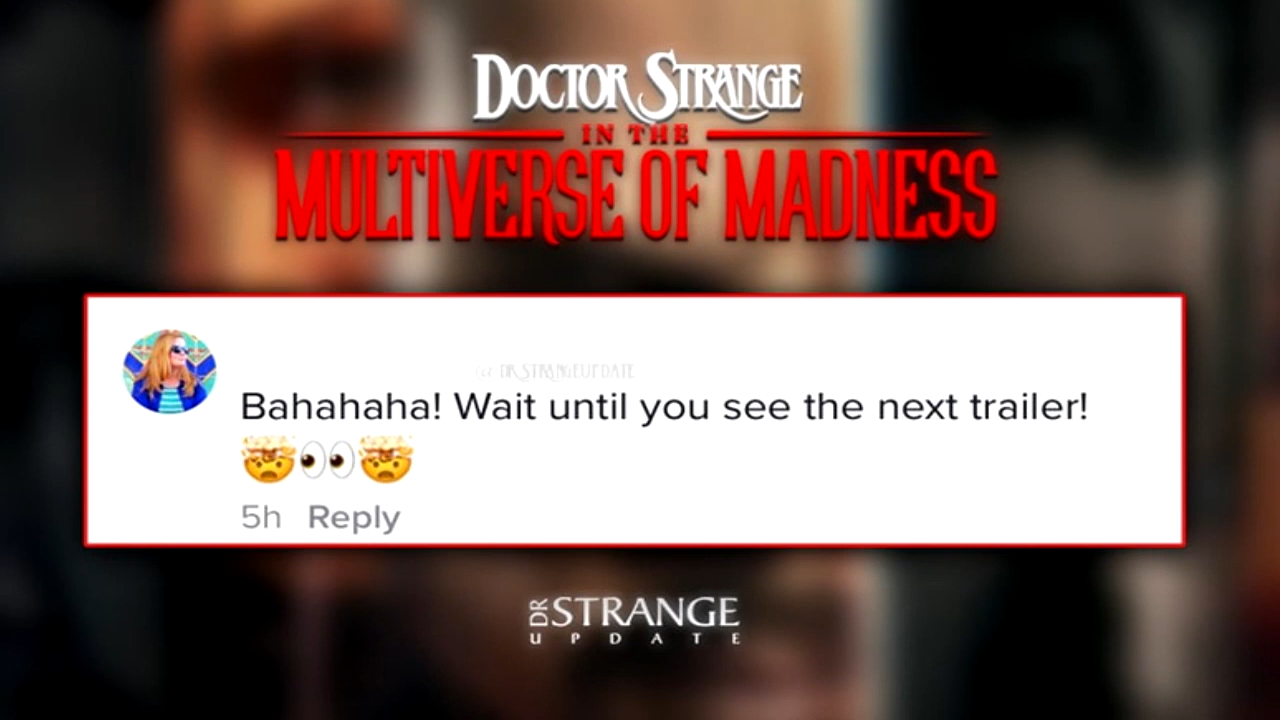 DOCTOR STRANGE
IN THE
MULTIVERSE OF MADNESS
@DRSTRANGEUPDATE
Bahahaha! Wait until you see the next trailer!
🤯👀🤯
5h Reply
DR STRANGE
UPDATE